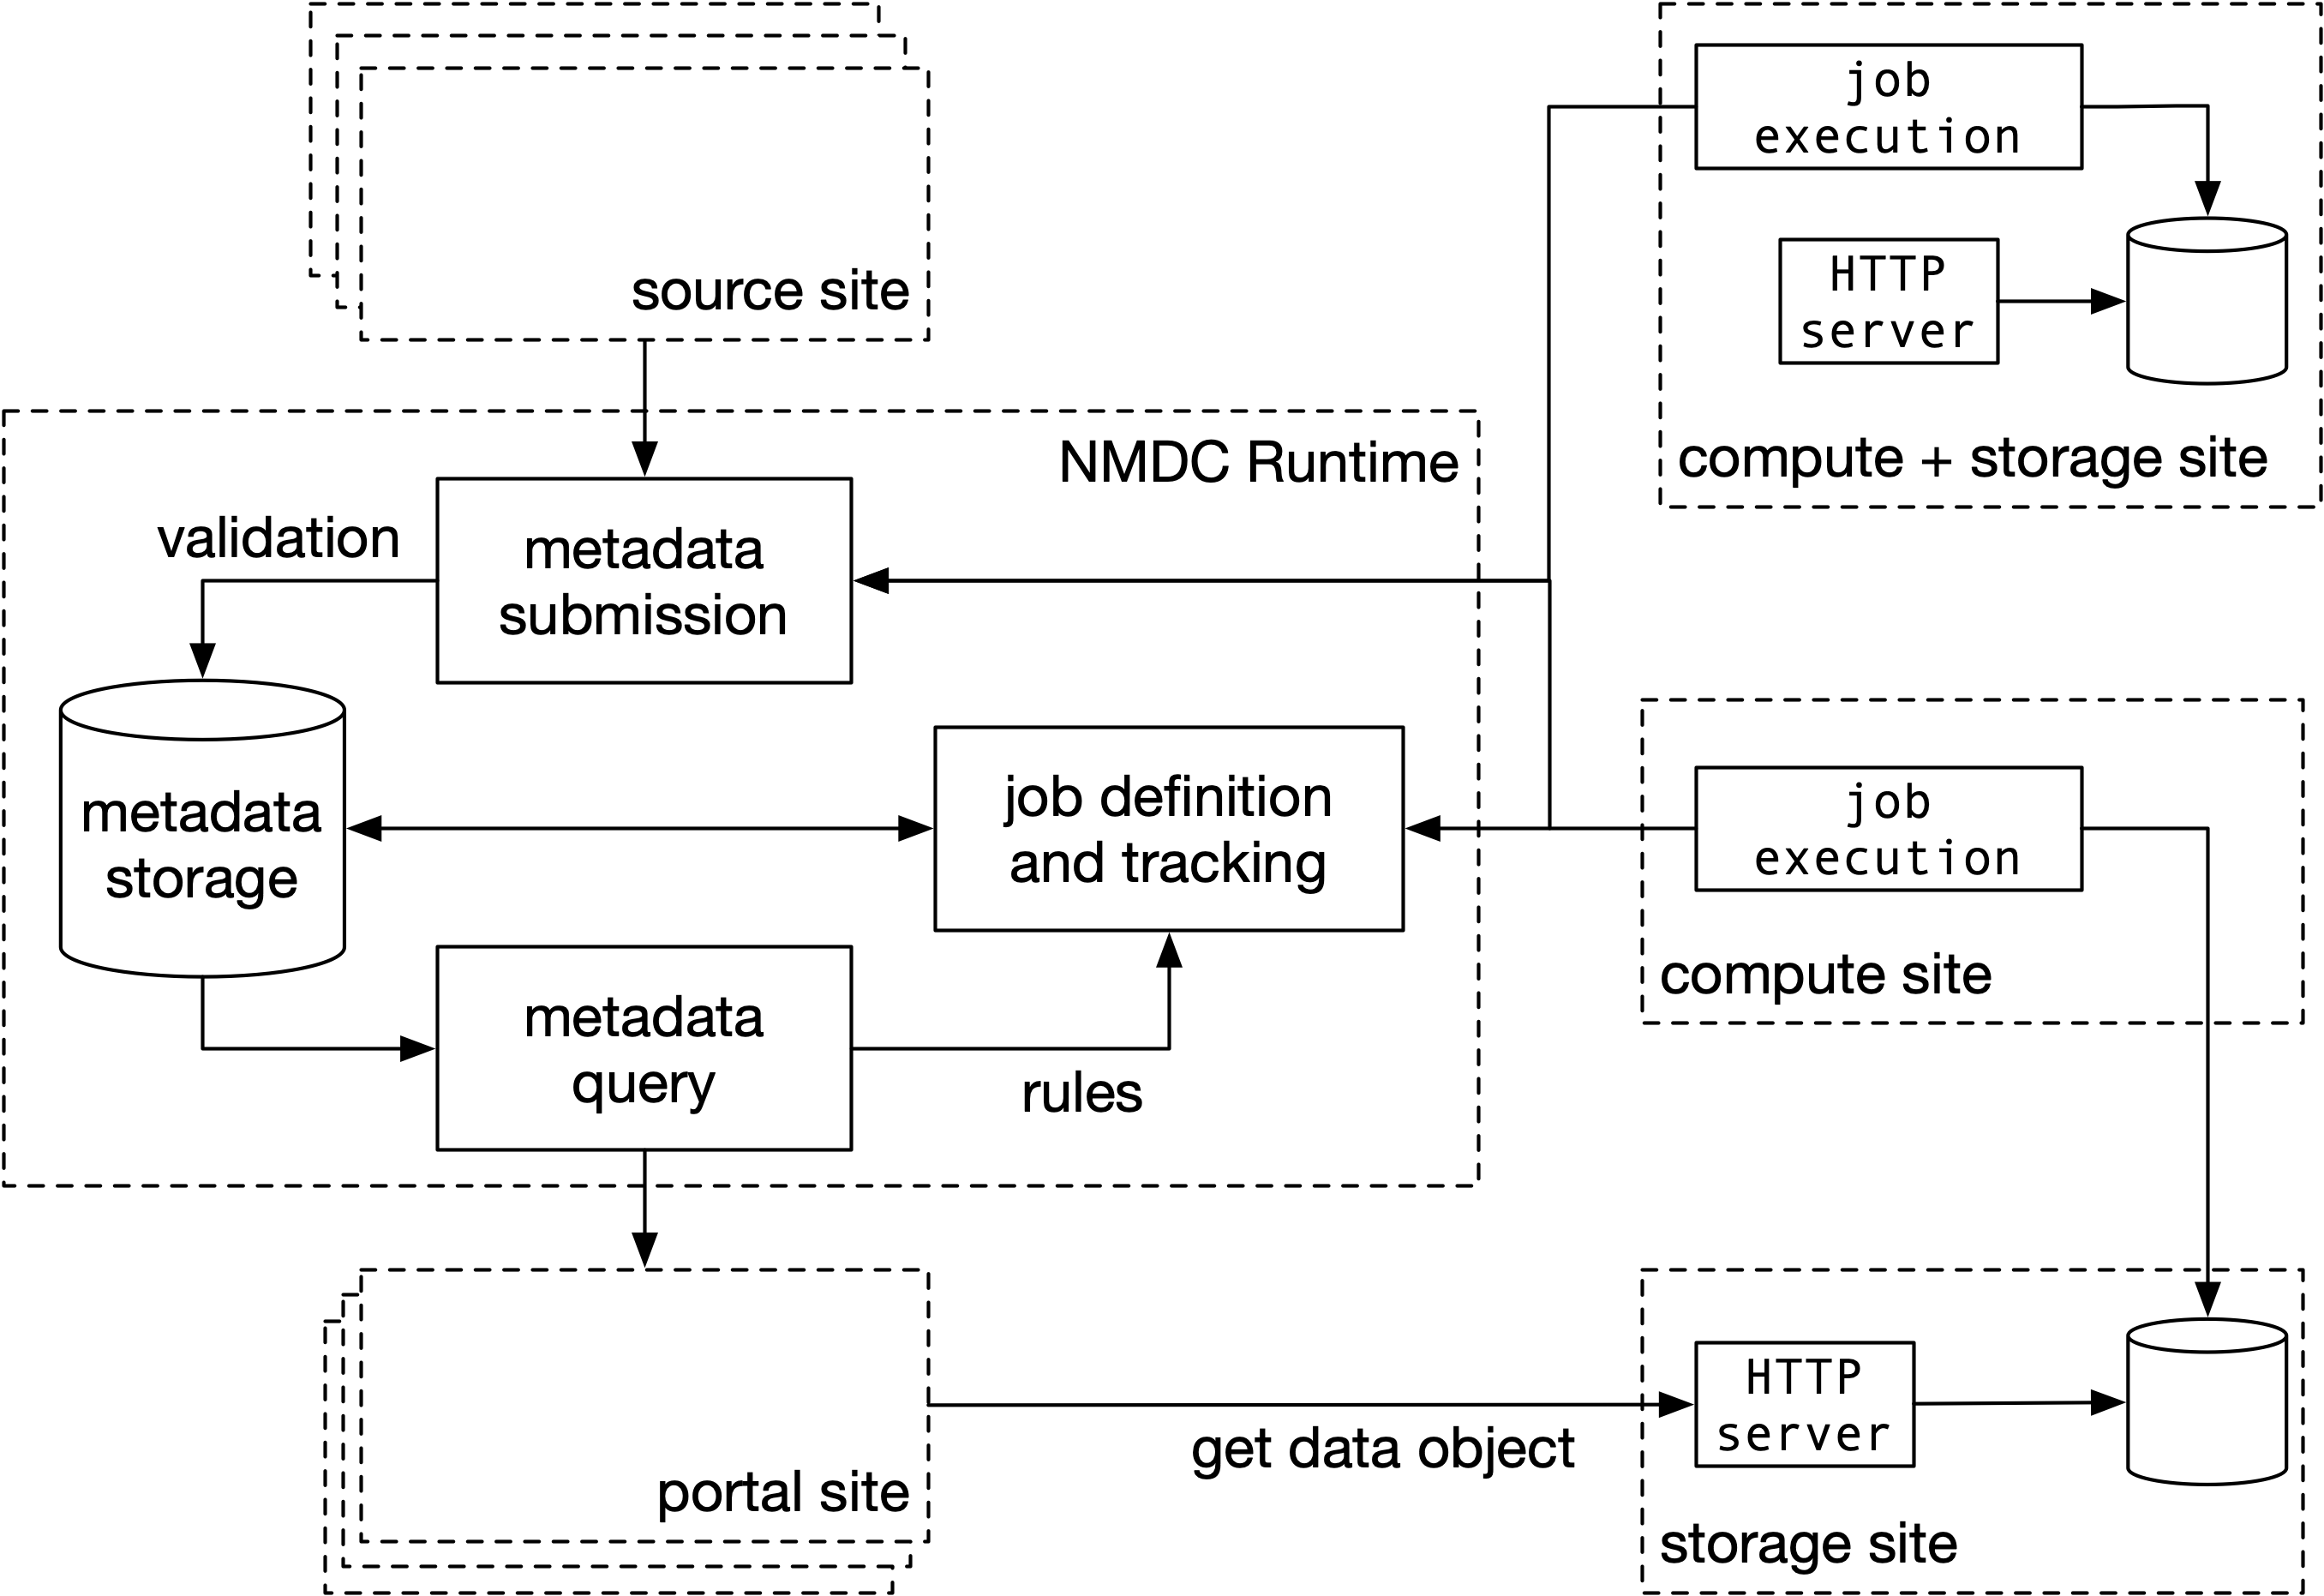 job
execution
HTTP
server
source site
compute + storage site
NMDC Runtime
validation
metadata
submission
metadata
storage
job definition
and tracking
job
execution
compute site
metadata
query
rules
HTTP
server
get data object
portal site
storage site